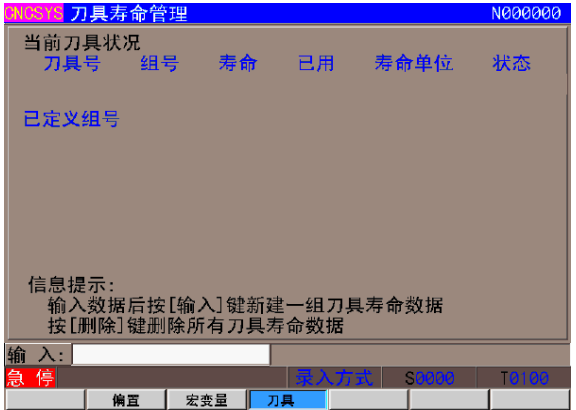 CNCSYS 刀具寿命管理 N000000
当前刀具状况
刀具号 组号 寿命 已用 寿命单位 状态
已定义组号
信息提示:
输入数据后按[输入]键新建一组刀具寿命数据
按[删除]键删除所有刀具寿命数据
输 入:
急 停 录入方式 S0000 T0100
偏置 宏变量 刀具